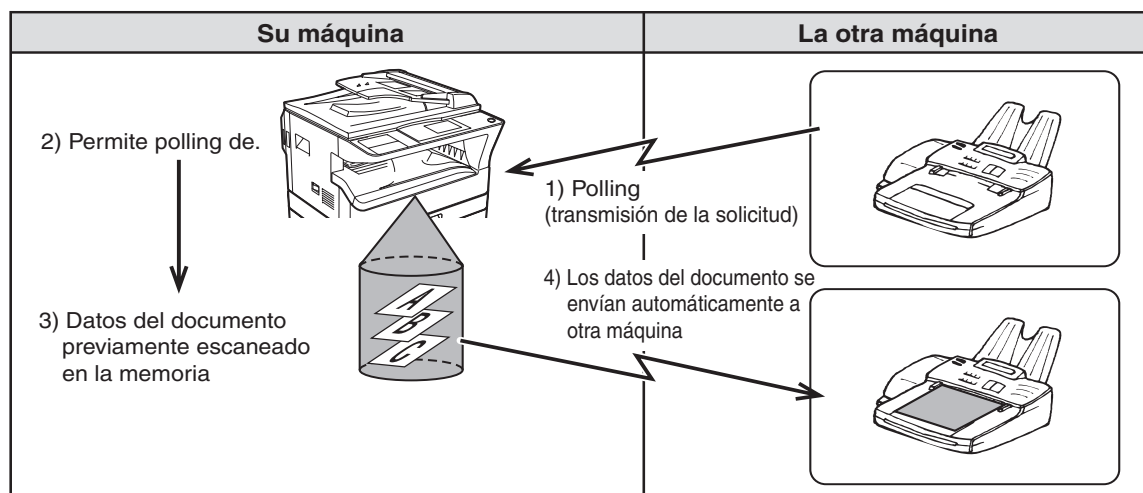 Su máquina
La otra máquina
2) Permite polling de.
1) Polling
(transmisión de la solicitud)
3) Datos del documento
previamente escaneado
en la memoria
4) Los datos del documento se
envían automáticamente a
otra máquina
A
B
C